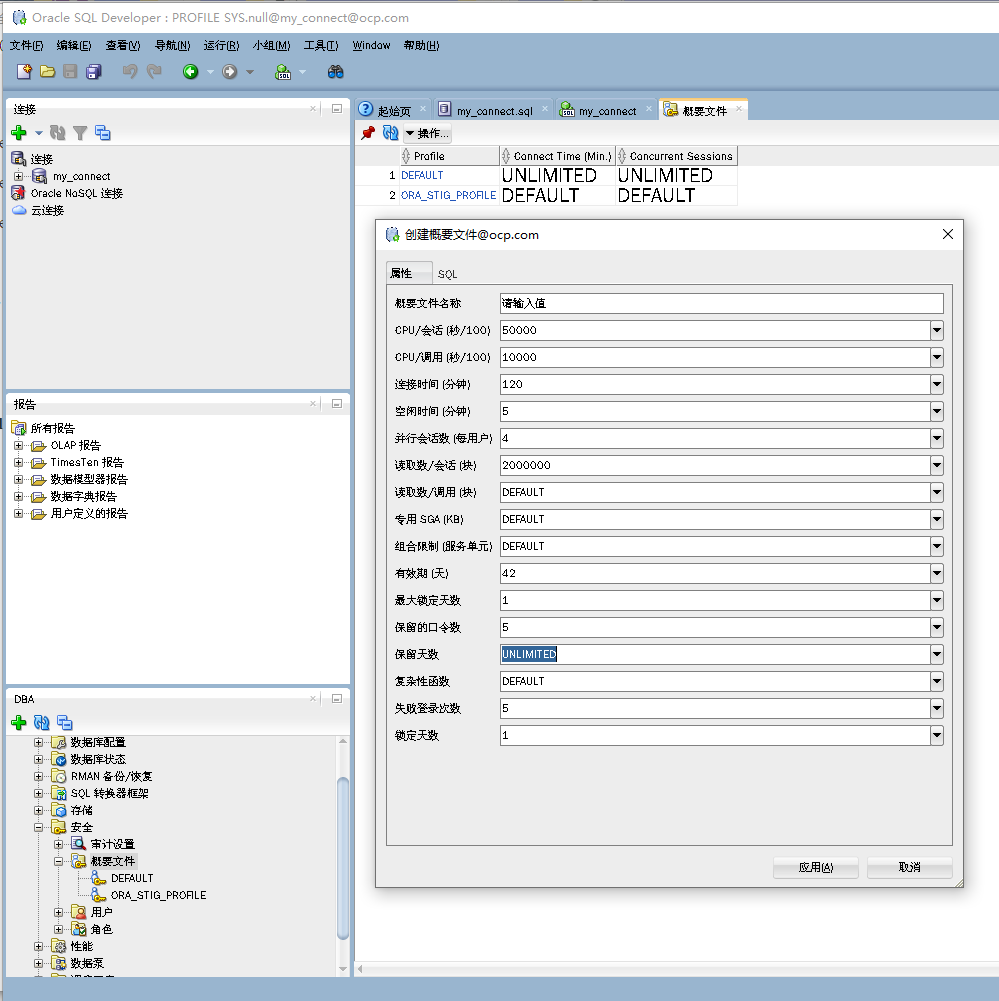 Oracle SQL Developer : PROFILE SYS.null@my_connect@ocp.com
文件(F) 编辑(E) 查看(V) 导航(N) 运行(R) 小组(M) 工具(T) Window 帮助(H)
连接
连接
my_connect
Oracle NoSQL 连接
云连接
报告
所有报告
OLAP 报告
TimesTen 报告
数据模型器报告
数据字典报告
用户定义的报告
DBA
数据库配置
数据库状态
RMAN 备份/恢复
SQL 转换器框架
存储
安全
审计设置
概要文件
DEFAULT
ORA_STIG_PROFILE
用户
角色
性能
数据泵
起始页 my_connect.sql my_connect 概要文件
操作...
Profile Connect Time (Min.) Concurrent Sessions
1 DEFAULT UNLIMITED UNLIMITED
2 ORA_STIG_PROFILE DEFAULT DEFAULT
创建概要文件@ocp.com
属性 SQL
概要文件名称 请输入值
CPU/会话 (秒/100) 50000
CPU/调用 (秒/100) 10000
连接时间 (分钟) 120
空闲时间 (分钟) 5
并行会话数 (每用户) 4
读取数/会话 (块) 2000000
读取数/调用 (块) DEFAULT
专用 SGA (KB) DEFAULT
组合限制 (服务单元) DEFAULT
有效期 (天) 42
最大锁定天数 1
保留的口令数 5
保留天数 UNLIMITED
复杂性函数 DEFAULT
失败登录次数 5
锁定天数 1
应用(A) 取消